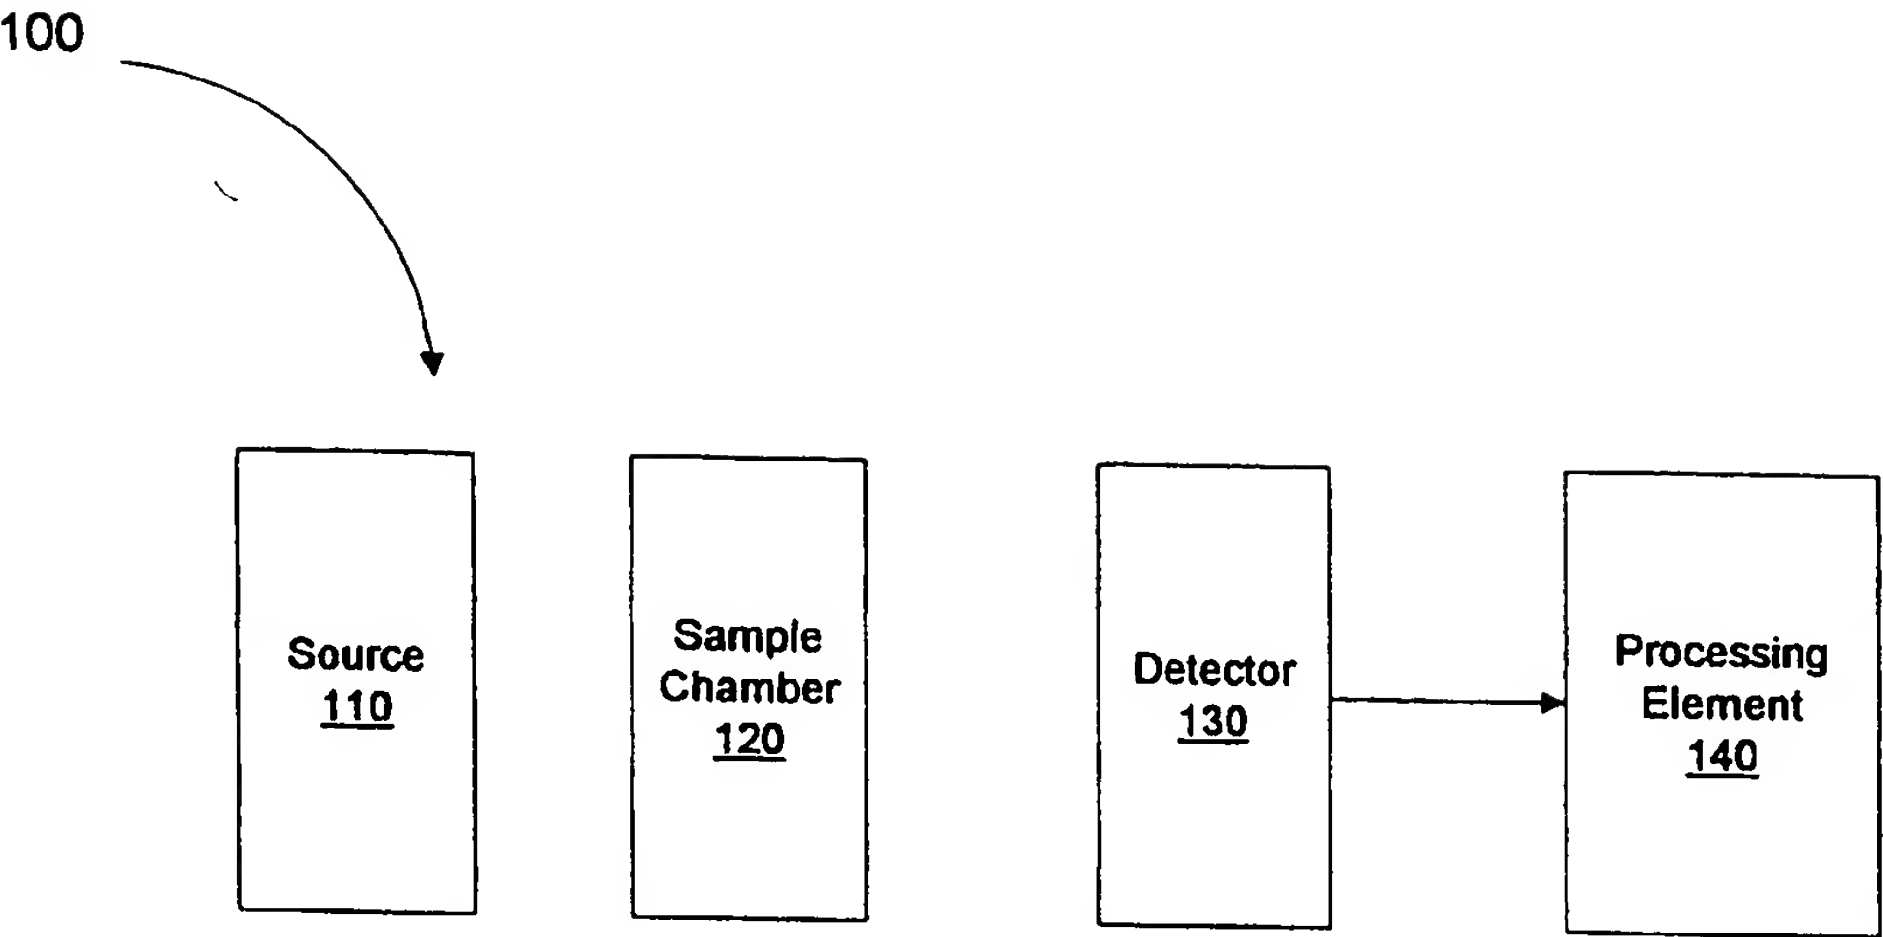 100
Source
110
Sample
Chamber
120
Detector
130
Processing
Element
140